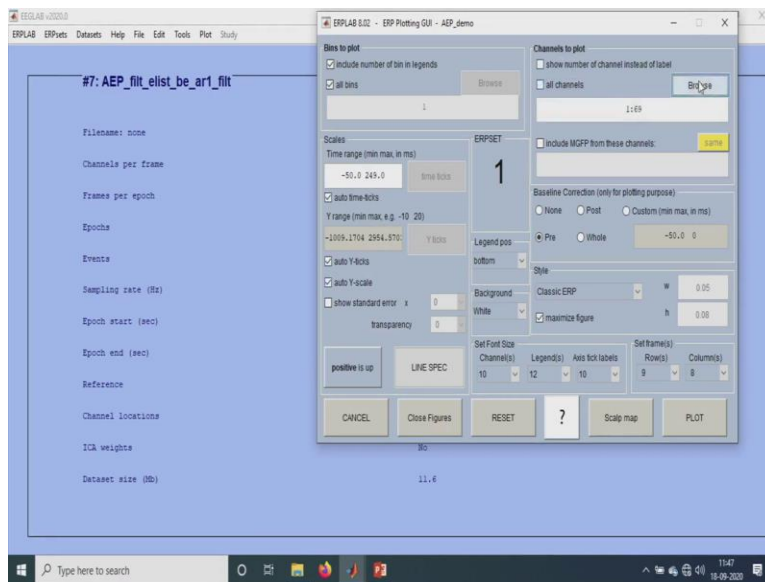 EEGLAB v2020.0
ERPLAB ERPsets Datasets Help File Edit Tools Plot Study
#7: AEP_filt_elist_be_ar1_filt
Filename: none
Channels per frame
Frames per epoch
Epochs
Events
Sampling rate (Hz)
Epoch start (sec)
Epoch end (sec)
Reference
Channel locations
ICA weights
No
Dataset size (Mb)
11.6
ERPLAB 8.02 - ERP Plotting GUI - AEP_demo
Bins to plot
include number of bin in legends
all bins
Browse
1
Channels to plot
show number of channel instead of label
all channels
Browse
1:69
include MGFP from these channels:
same
Scales
Time range (min max, in ms)
-50.0 249.0
time ticks
auto time-ticks
Y range (min max, e.g. -10 20)
-1009.1704 2954.570
Y ticks
auto Y-ticks
auto Y-scale
show standard error x 0
transparency 0
positive is up
LINE SPEC
ERPSET
1
Legend pos
bottom
Background
White
Baseline Correction (only for plotting purpose)
None Post Custom (min max, in ms)
Pre Whole -50.0 0
Style
Classic ERP
w 0.05
maximize figure
h 0.08
Set Font Size
Channel(s) Legend(s) Axis tick labels
10 12 10
Set frame(s)
Row(s) Column(s)
9 8
CANCEL Close Figures RESET ? Scalp map PLOT
Type here to search
11:47
18-09-2020